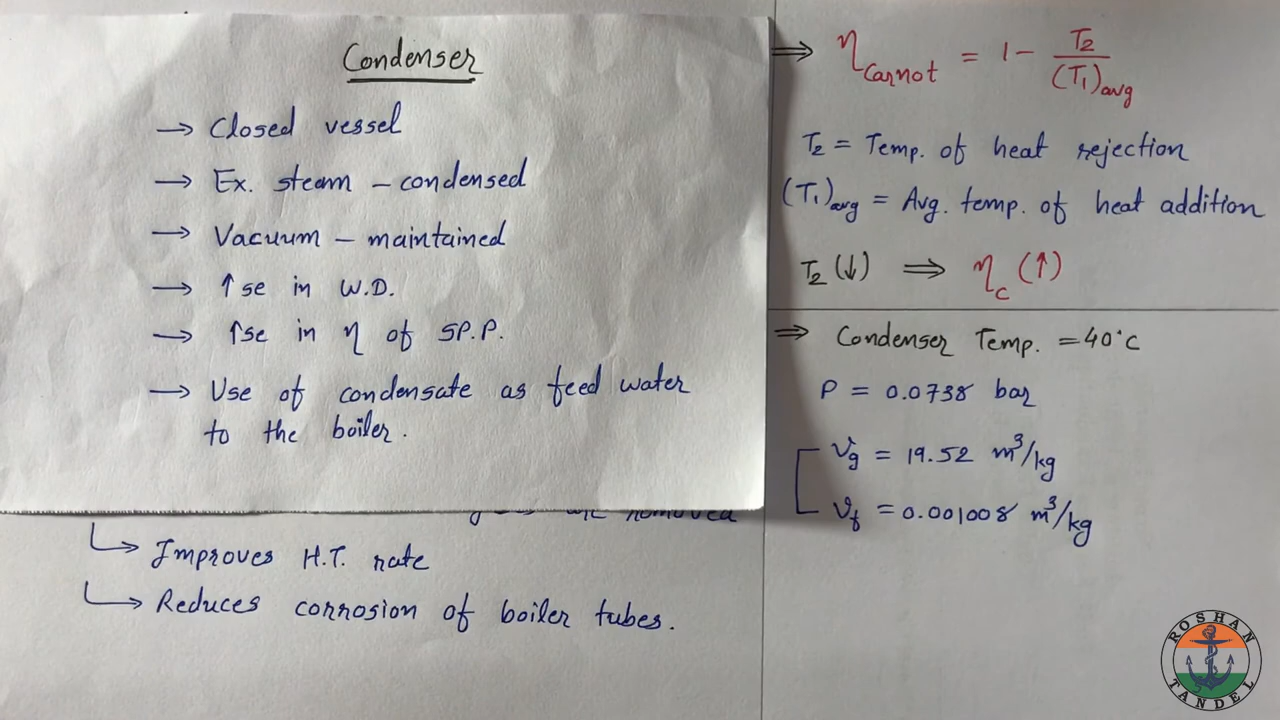 Condenser
→ Closed vessel
→ Ex. steam - condensed
→ Vacuum - maintained
→ ↑se in W.D.
→ ↑se in η of SP.P.
→ Use of condensate as feed water
to the boiler.
removed
↳ Improves H.T. rate
↳ Reduces corrosion of boiler tubes.
⇒ η Carnot = 1 - T2 / (T1)avg
T2 = Temp. of heat rejection
(T1)avg = Avg. temp. of heat addition
T2 (↓) ⇒ ηc (↑)
⇒ Condenser Temp. = 40°C
P = 0.0738 bar
vg = 19.52 m³/kg
vf = 0.001008 m³/kg
ROSHAN
TANDEL